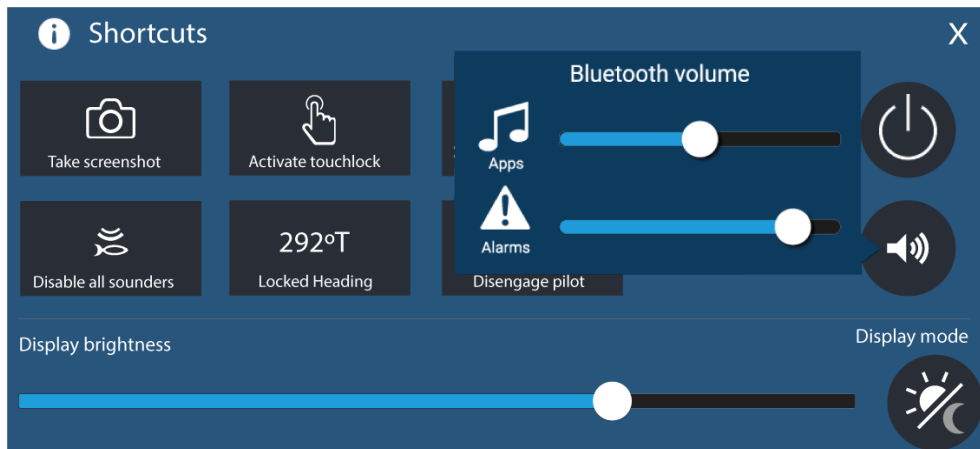 Shortcuts
X
Bluetooth volume
Apps
Alarms
Take screenshot
Activate touchlock
Disable all sounders
292ºT
Locked Heading
Disengage pilot
Display brightness
Display mode